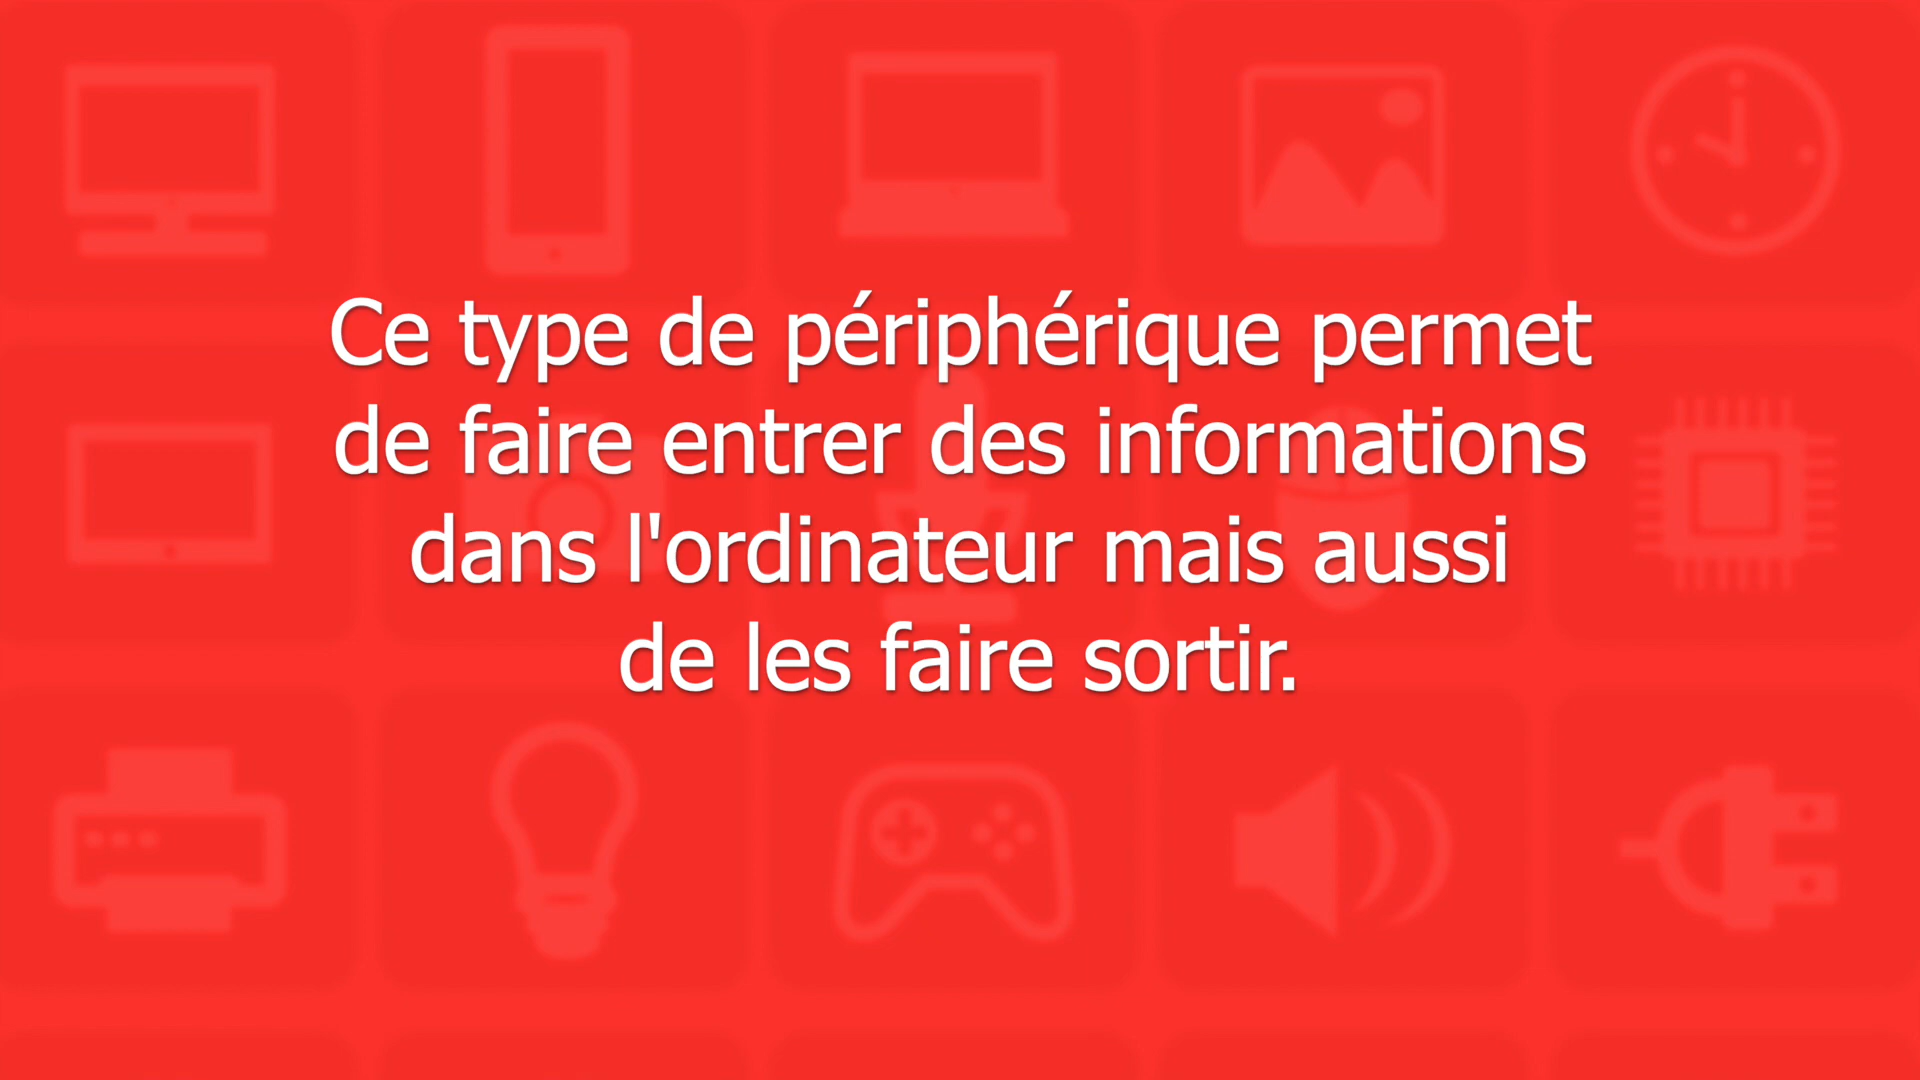 Ce type de périphérique permet
de faire entrer des informations
dans l'ordinateur mais aussi
de les faire sortir.